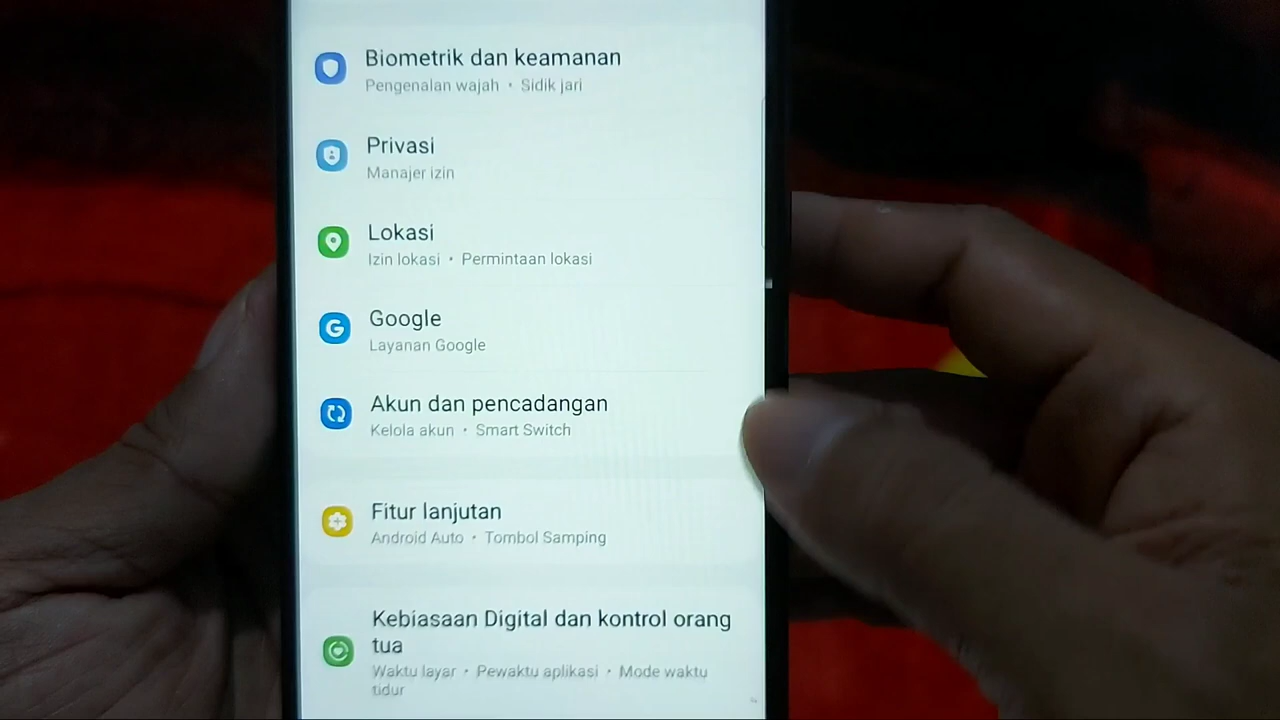 Biometrik dan keamanan
Pengenalan wajah • Sidik jari
Privasi
Manajer izin
Lokasi
Izin lokasi • Permintaan lokasi
Google
Layanan Google
Akun dan pencadangan
Kelola akun • Smart Switch
Fitur lanjutan
Android Auto • Tombol Samping
Kebiasaan Digital dan kontrol orang
tua
Waktu layar • Pewaktu aplikasi • Mode waktu
tidur